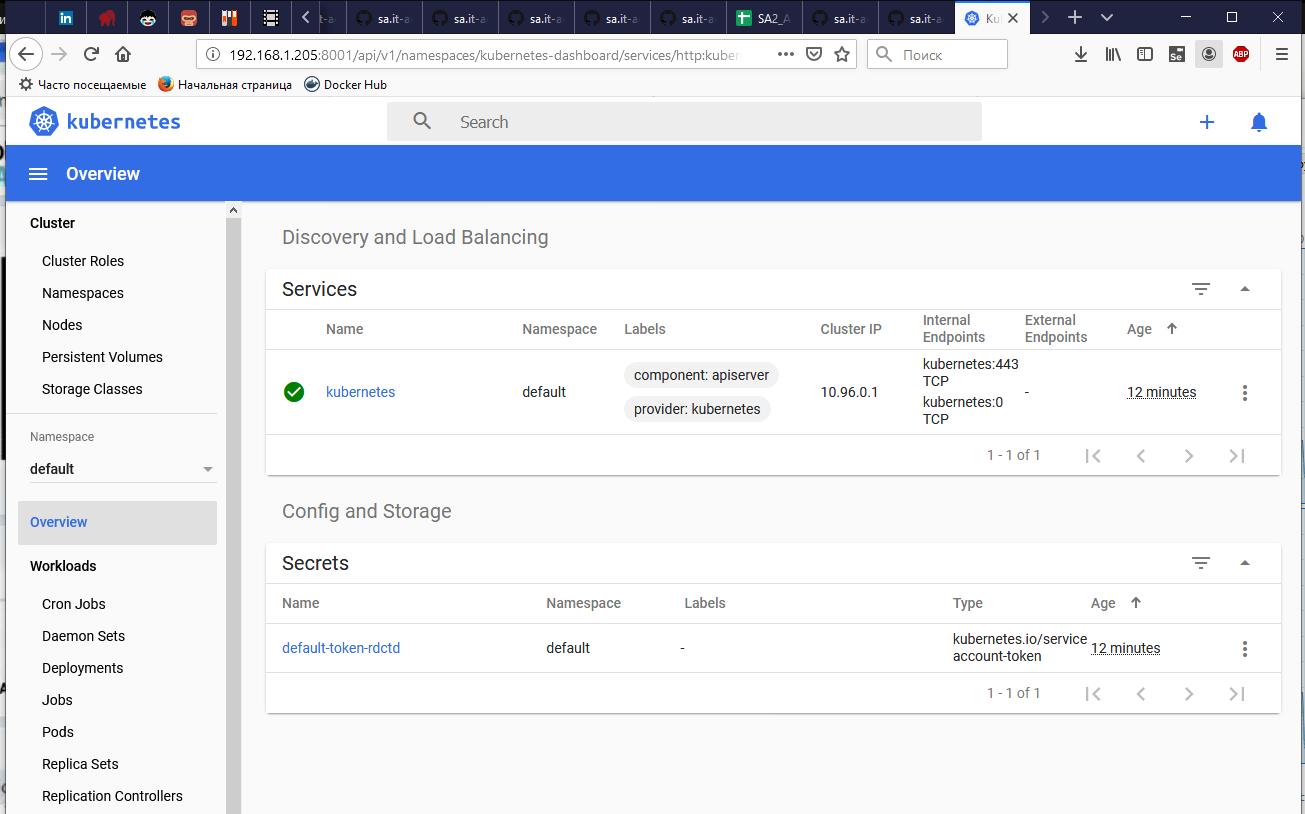 sa.it-a
sa.it-a
sa.it-a
sa.it-a
sa.it-a
SA2_A
sa.it-a
sa.it-a
Ku
192.168.1.205:8001/api/v1/namespaces/kubernetes-dashboard/services/http:kuber
Поиск
Часто посещаемые
Начальная страница
Docker Hub
kubernetes
Search
Overview
Cluster
Cluster Roles
Namespaces
Nodes
Persistent Volumes
Storage Classes
Namespace
default
Overview
Workloads
Cron Jobs
Daemon Sets
Deployments
Jobs
Pods
Replica Sets
Replication Controllers
Discovery and Load Balancing
Services
Name Namespace Labels Cluster IP Internal Endpoints External Endpoints Age
kubernetes default component: apiserver provider: kubernetes 10.96.0.1 kubernetes:443 TCP kubernetes:0 TCP - 12 minutes
1 - 1 of 1
Config and Storage
Secrets
Name Namespace Labels Type Age
default-token-rdctd default - kubernetes.io/service account-token 12 minutes
1 - 1 of 1